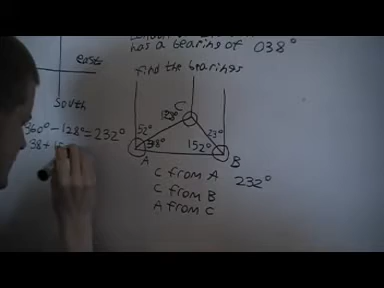 has a bearing of 038°
find the bearings
east
south
360° - 128° = 232°
38 + 15
C
128°
52°
38°
23°
152°
A
B
C from A
232°
C from B
A from C